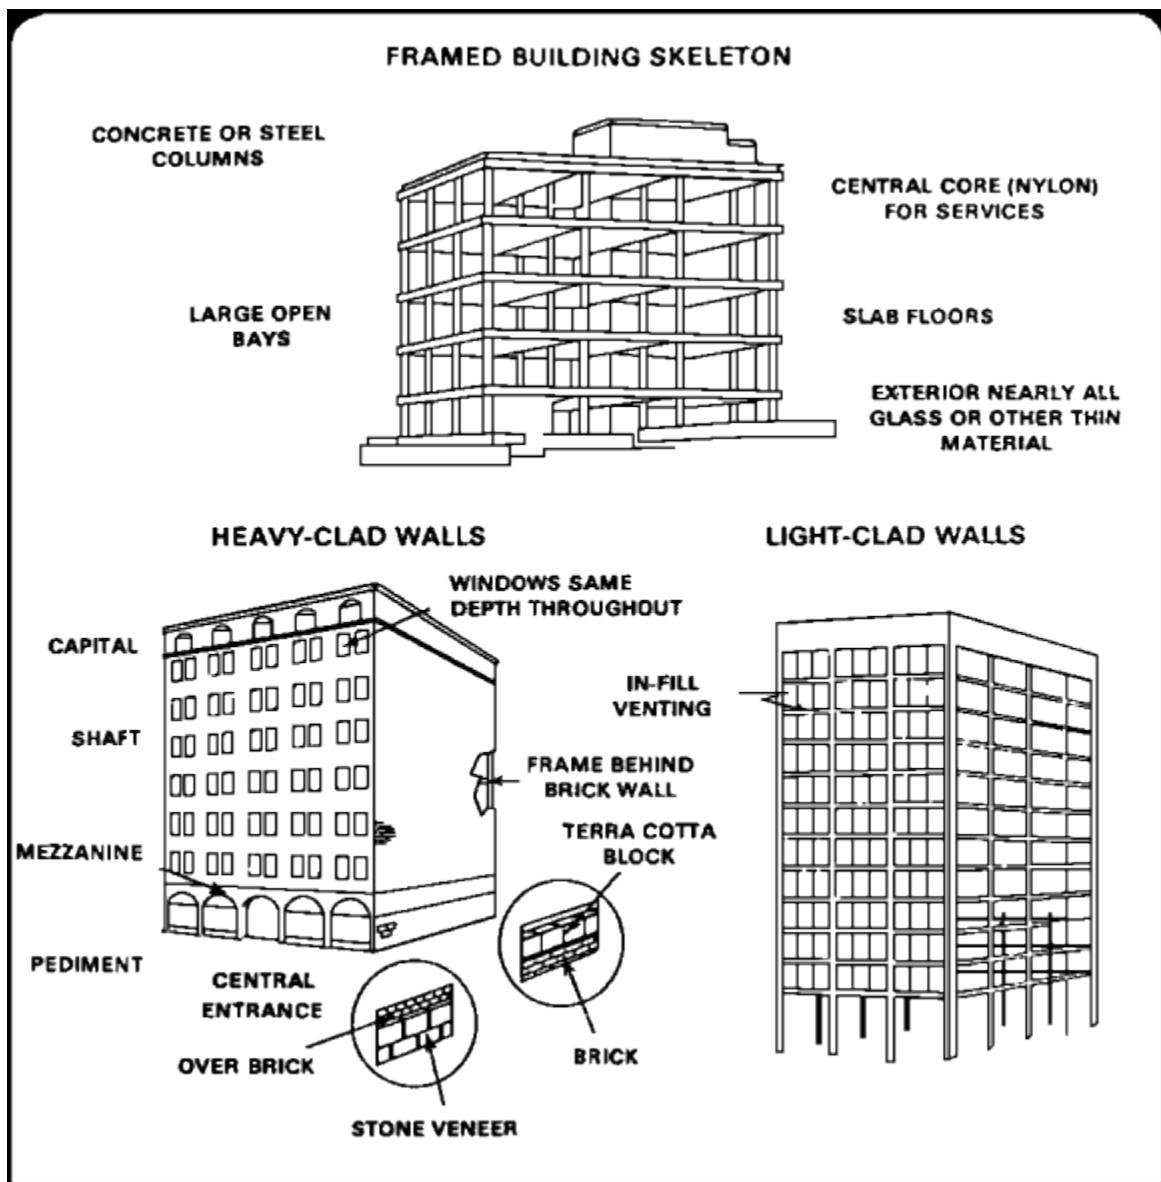 FRAMED BUILDING SKELETON
CONCRETE OR STEEL
COLUMNS
CENTRAL CORE (NYLON)
FOR SERVICES
LARGE OPEN
BAYS
SLAB FLOORS
EXTERIOR NEARLY ALL
GLASS OR OTHER THIN
MATERIAL
HEAVY-CLAD WALLS
WINDOWS SAME
DEPTH THROUGHOUT
CAPITAL
SHAFT
FRAME BEHIND
BRICK WALL
TERRA COTTA
BLOCK
MEZZANINE
PEDIMENT
CENTRAL
ENTRANCE
OVER BRICK
BRICK
STONE VENEER
LIGHT-CLAD WALLS
IN-FILL
VENTING